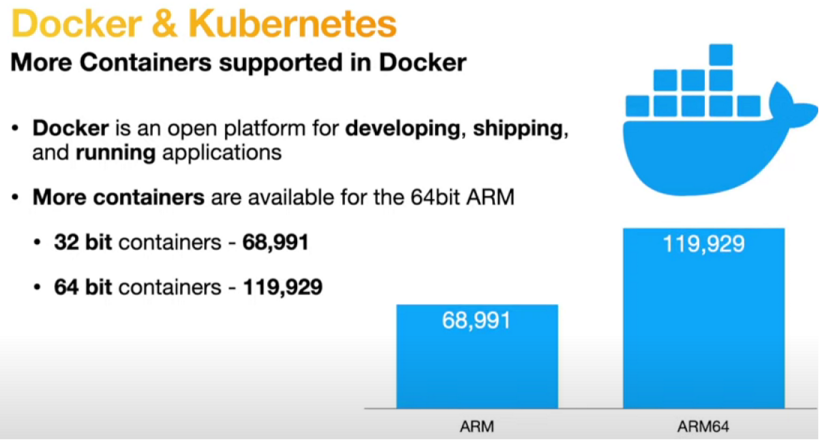 Docker & Kubernetes
More Containers supported in Docker
• Docker is an open platform for developing, shipping,
and running applications
• More containers are available for the 64bit ARM
• 32 bit containers - 68,991
• 64 bit containers - 119,929
119,929
68,991
ARM
ARM64